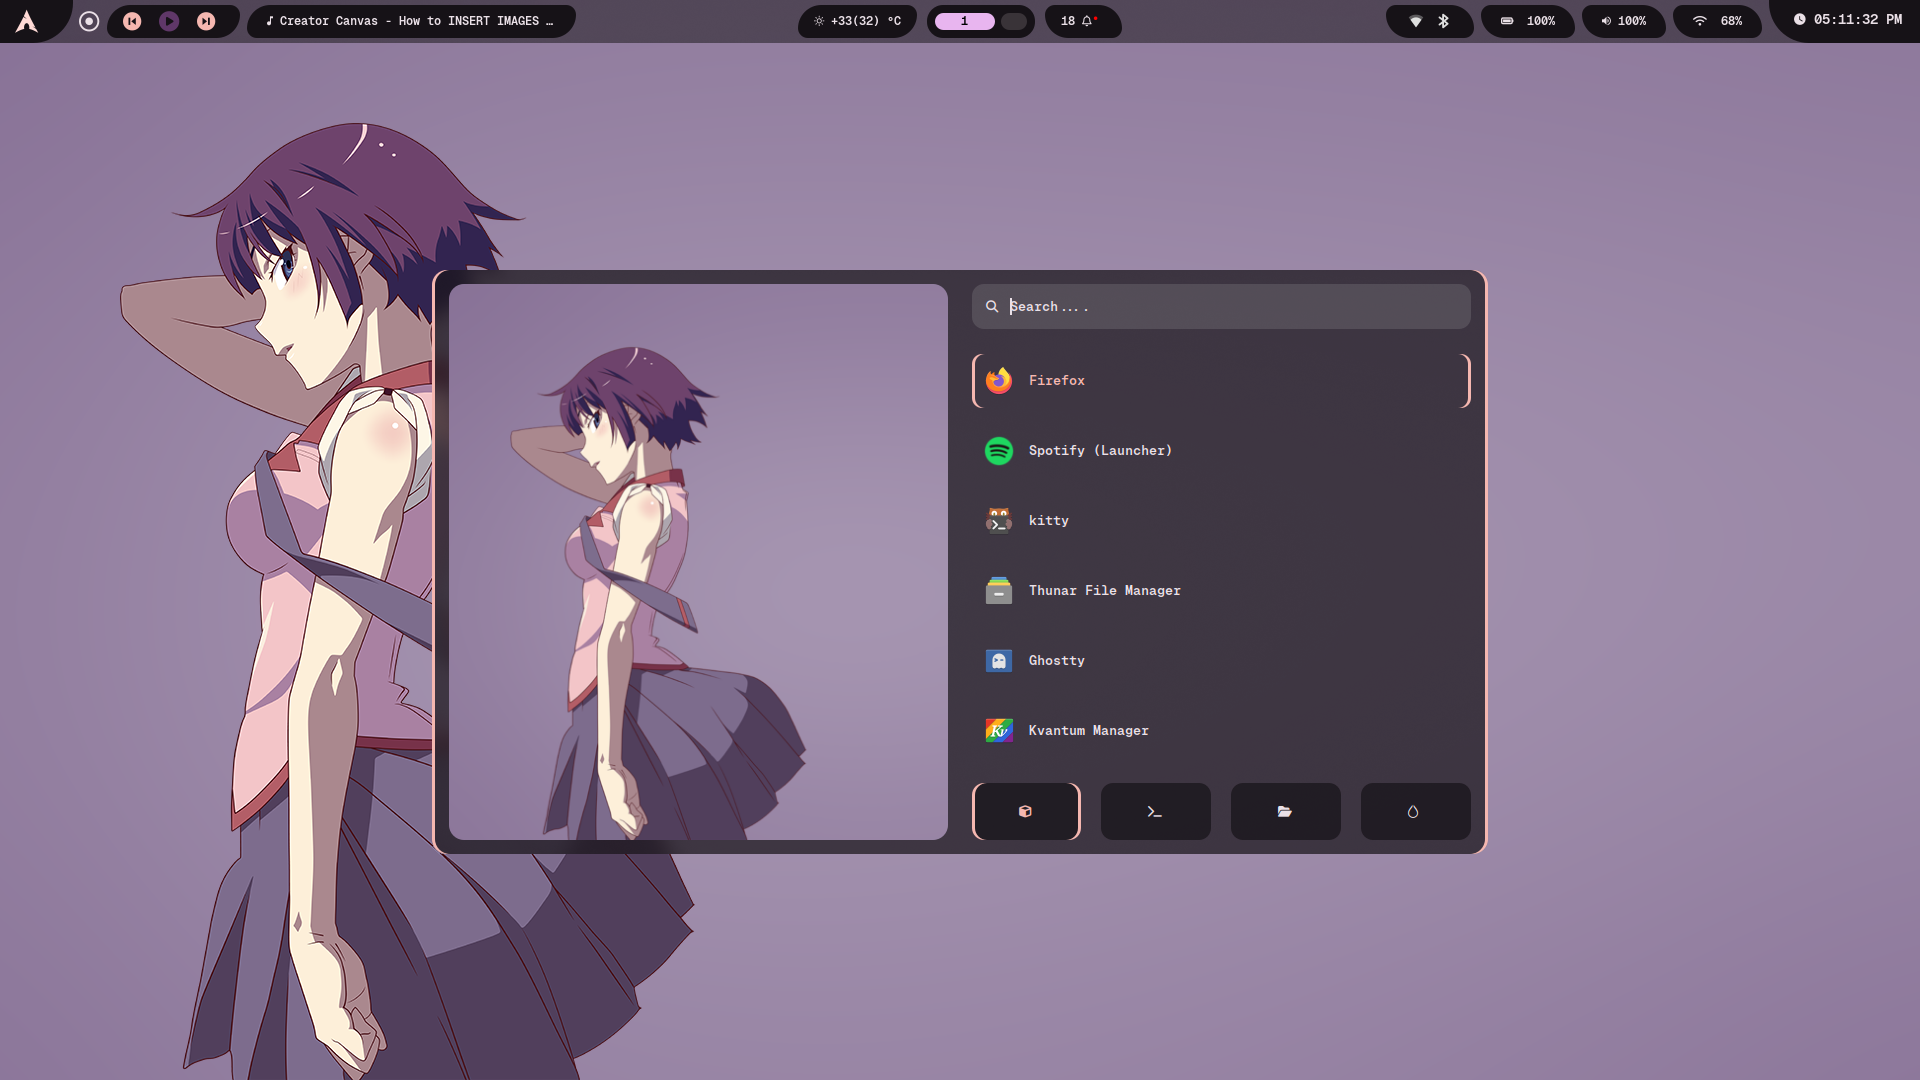 Creator Canvas - How to INSERT IMAGES …
+33(32) °C
1
18
100%
100%
68%
05:11:32 PM
Search....
Firefox
Spotify (Launcher)
kitty
Thunar File Manager
Ghostty
Kv
Kvantum Manager